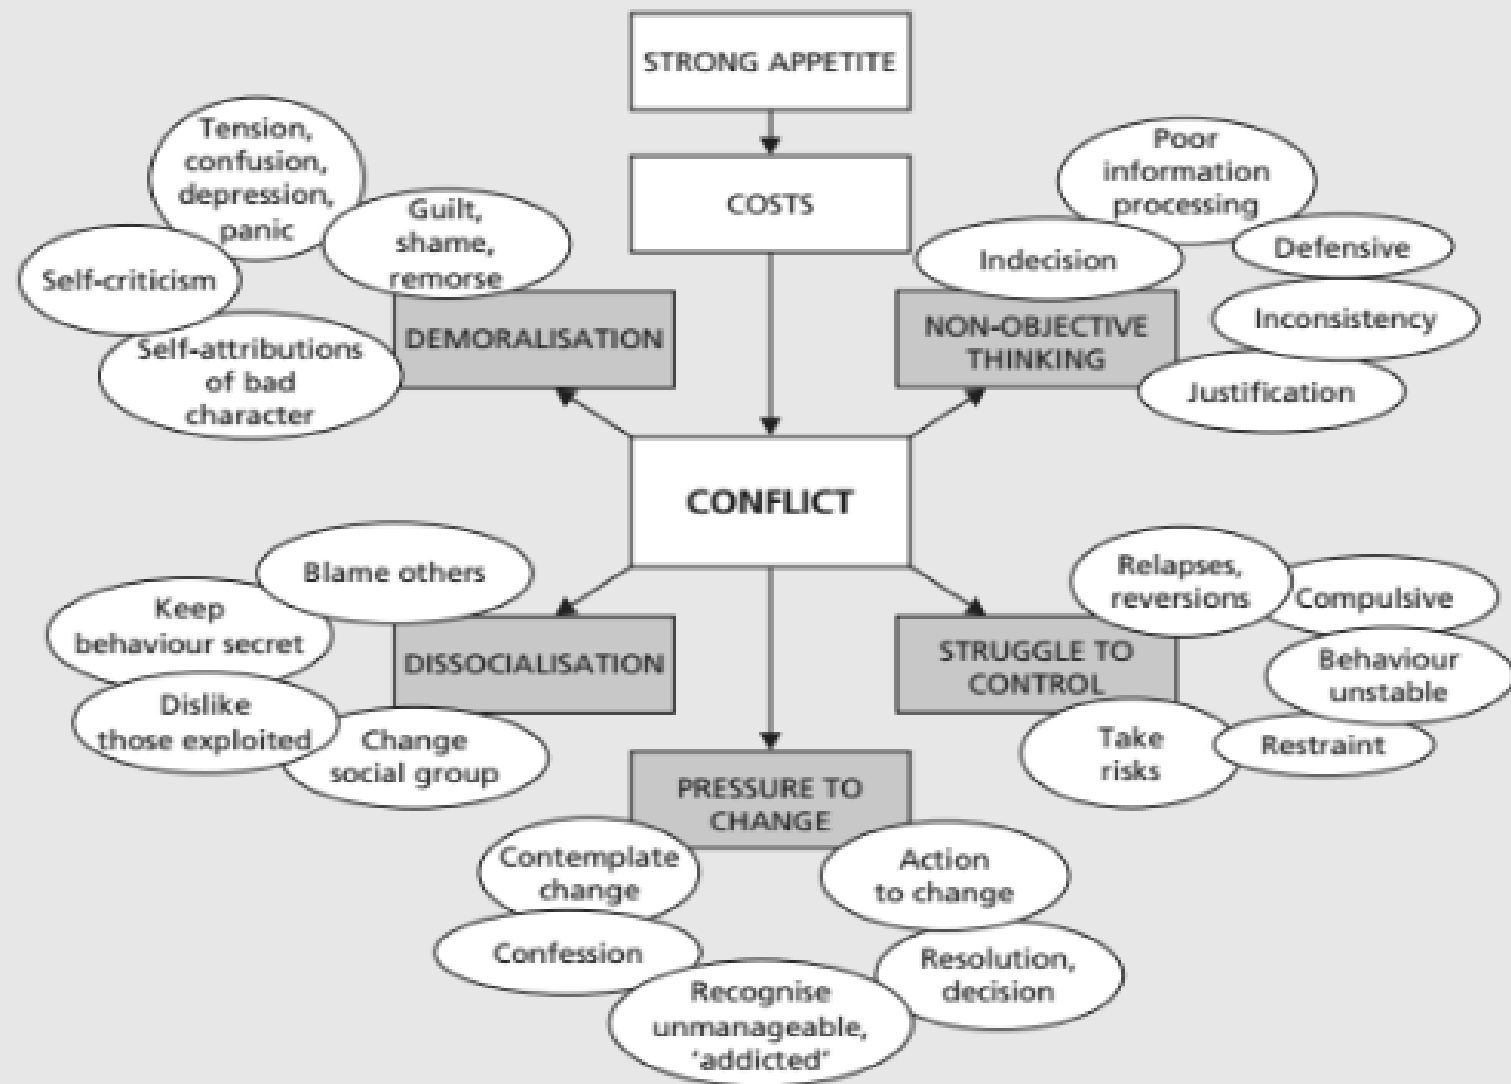 STRONG APPETITE
COSTS
Tension,
confusion,
depression,
panic
Guilt,
shame,
remorse
Self-criticism
Self-attributions
of bad
character
DEMORALISATION
Poor
information
processing
Indecision
Defensive
Inconsistency
Justification
NON-OBJECTIVE
THINKING
CONFLICT
Blame others
Keep
behaviour secret
Dislike
those exploited
Change
social group
DISSOCIALISATION
Relapses,
reversions
Compulsive
Behaviour
unstable
Restraint
Take
risks
STRUGGLE TO
CONTROL
PRESSURE TO
CHANGE
Contemplate
change
Confession
Recognise
unmanageable,
‘addicted’
Resolution,
decision
Action
to change